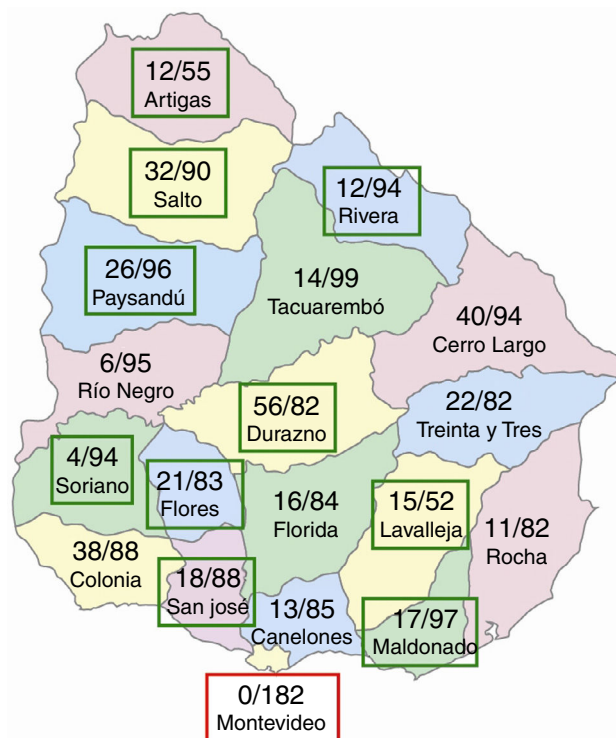 12/55
Artigas
32/90
Salto
12/94
Rivera
26/96
Paysandú
14/99
Tacuarembó
40/94
Cerro Largo
6/95
Río Negro
56/82
Durazno
22/82
Treinta y Tres
4/94
Soriano
21/83
Flores
16/84
Florida
15/52
Lavalleja
11/82
Rocha
38/88
Colonia
18/88
San josé
13/85
Canelones
17/97
Maldonado
0/182
Montevideo